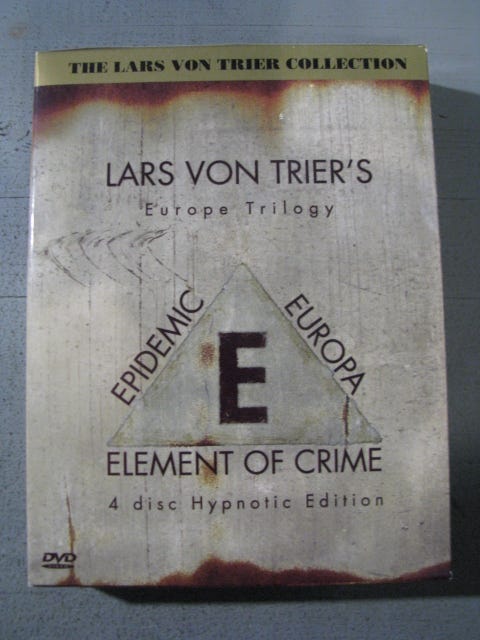 THE LARS VON TRIER COLLECTION
LARS VON TRIER'S
Europe Trilogy
EPIDEMIC
EUROPA
E
ELEMENT OF CRIME
4 disc Hypnotic Edition
DVD
VIDEO